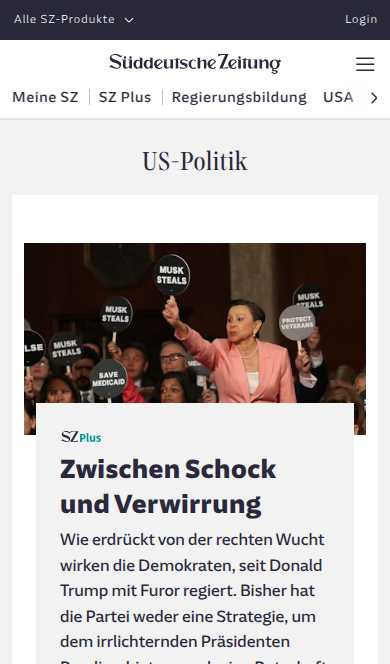 Alle SZ-Produkte
Login
Süddeutsche Zeitung
Meine SZ
SZ Plus
Regierungsbildung
USA
US-Politik
MUSK
STEALS
MUSK
STEALS
MUSK
STEALS
PROTECT
VETERANS
LSE
MUSK
STEALS
SAVE
MEDICAID
SZ Plus
Zwischen Schock
und Verwirrung
Wie erdrückt von der rechten Wucht
wirken die Demokraten, seit Donald
Trump mit Furor regiert. Bisher hat
die Partei weder eine Strategie, um
dem irrlichternden Präsidenten